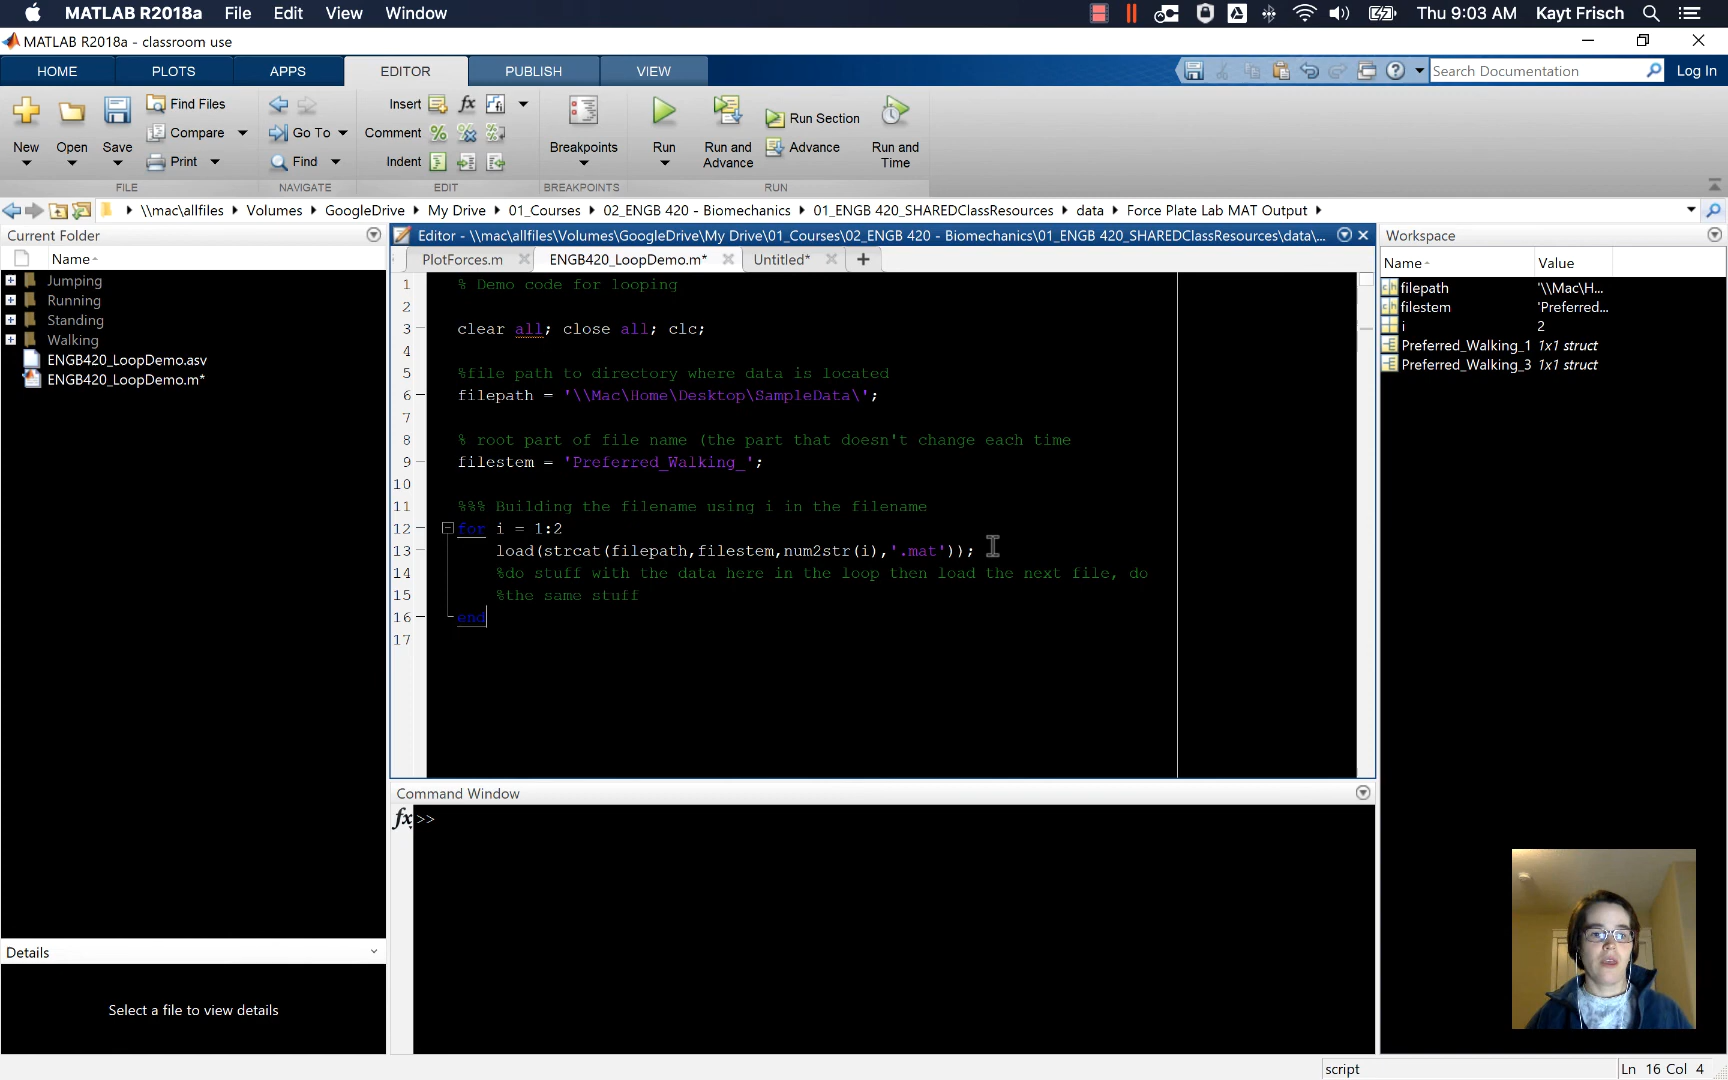 MATLAB R2018a File Edit View Window Thu 9:03 AM Kayt Frisch
MATLAB R2018a - classroom use
HOME PLOTS APPS EDITOR PUBLISH VIEW Search Documentation Log In
New Open Save Find Files Compare Print Go To Find Insert fx Comment % Indent Breakpoints Run Run and Advance Run Section Advance Run and Time
FILE NAVIGATE EDIT BREAKPOINTS RUN
\\mac\allfiles Volumes GoogleDrive My Drive 01_Courses 02_ENGB 420 - Biomechanics 01_ENGB 420_SHAREDClassResources data Force Plate Lab MAT Output
Current Folder
Name
Jumping
Running
Standing
Walking
ENGB420_LoopDemo.asv
ENGB420_LoopDemo.m*
Details
Select a file to view details
Editor - \\mac\allfiles\Volumes\GoogleDrive\My Drive\01_Courses\02_ENGB 420 - Biomechanics\01_ENGB 420_SHAREDClassResources\data\...
PlotForces.m ENGB420_LoopDemo.m* Untitled*
1 % Demo code for looping
2
3 clear all; close all; clc;
4
5 %file path to directory where data is located
6 filepath = '\\Mac\Home\Desktop\SampleData\';
7
8 % root part of file name (the part that doesn't change each time
9 filestem = 'Preferred_Walking_';
10
11 %%% Building the filename using i in the filename
12 for i = 1:2
13 load(strcat(filepath,filestem,num2str(i),'.mat'));
14 %do stuff with the data here in the loop then load the next file, do
15 %the same stuff
16 end
17
Command Window
fx >>
Workspace
Name Value
filepath '\\Mac\H...
filestem 'Preferred...
i 2
Preferred_Walking_1 1x1 struct
Preferred_Walking_3 1x1 struct
script Ln 16 Col 4